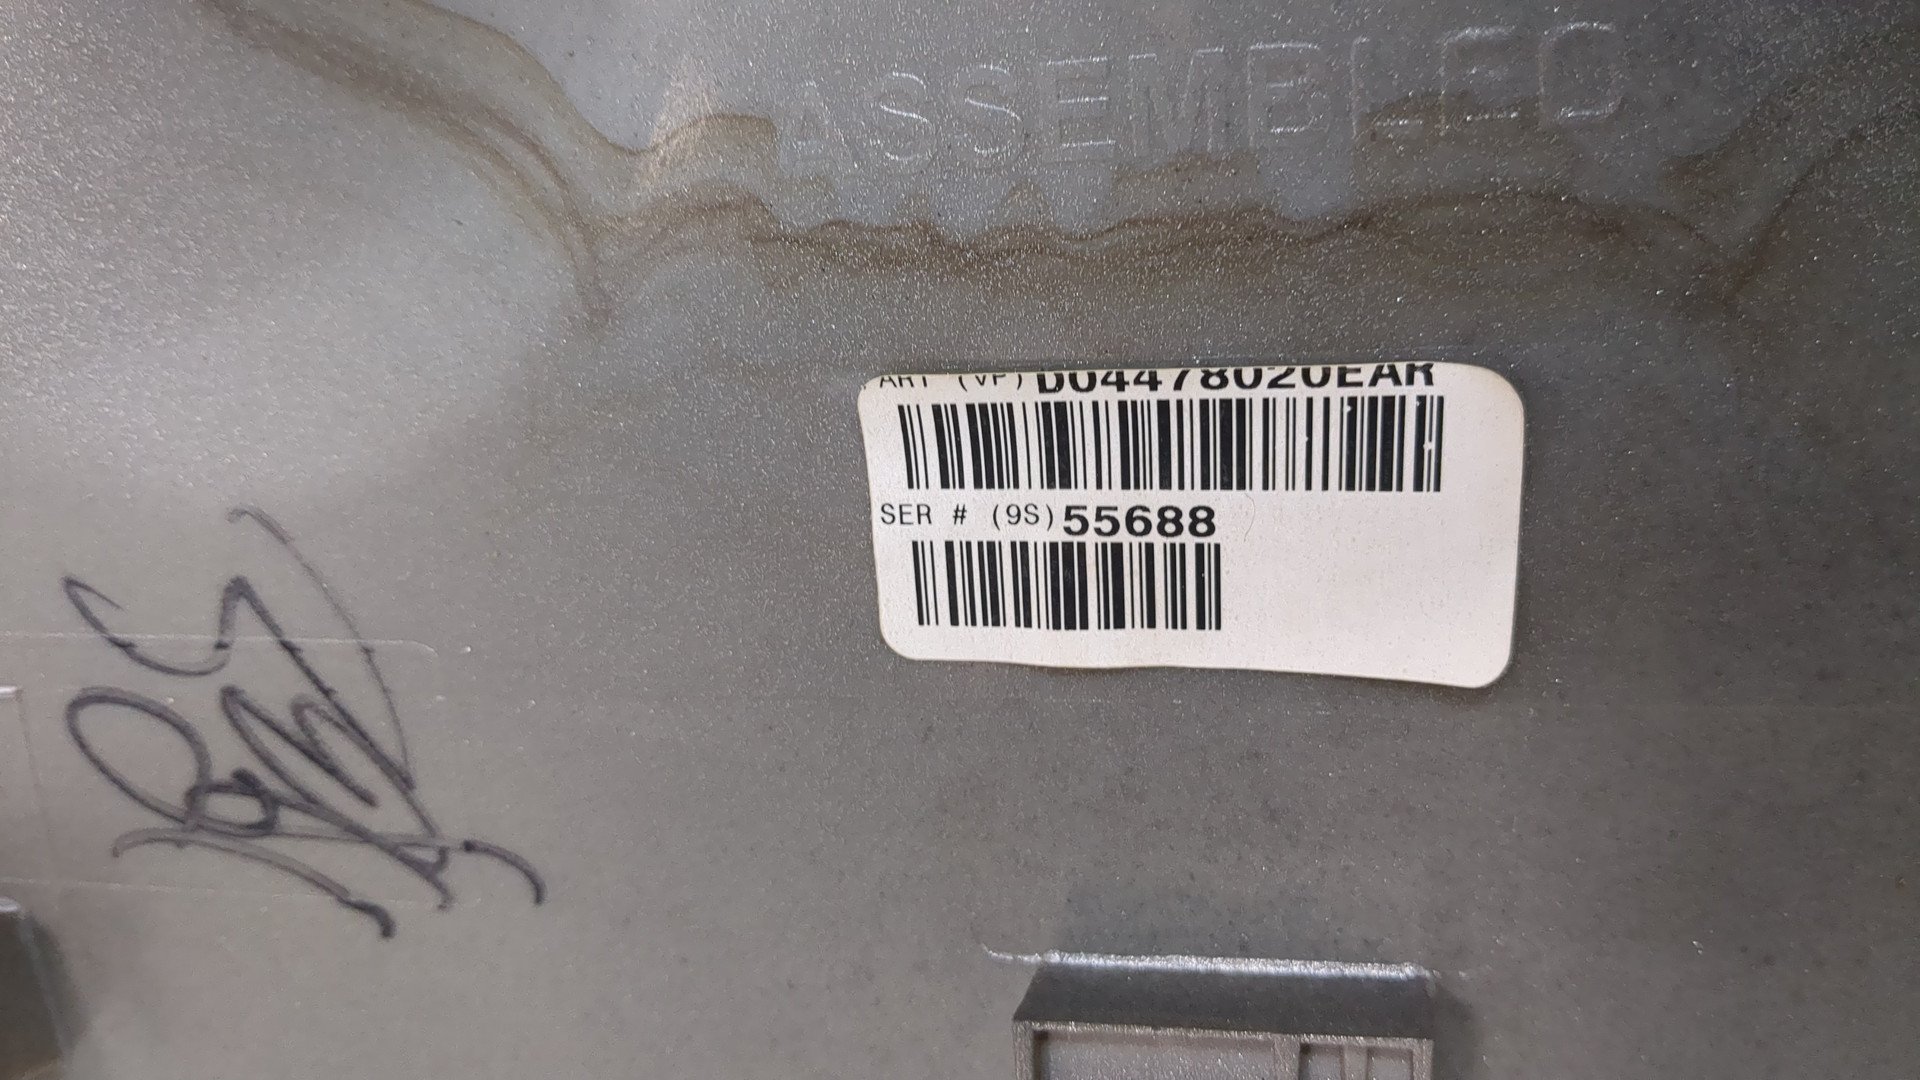 ASSEMBLED
ART (VP) D04478020EAR
SER # (9S) 55688